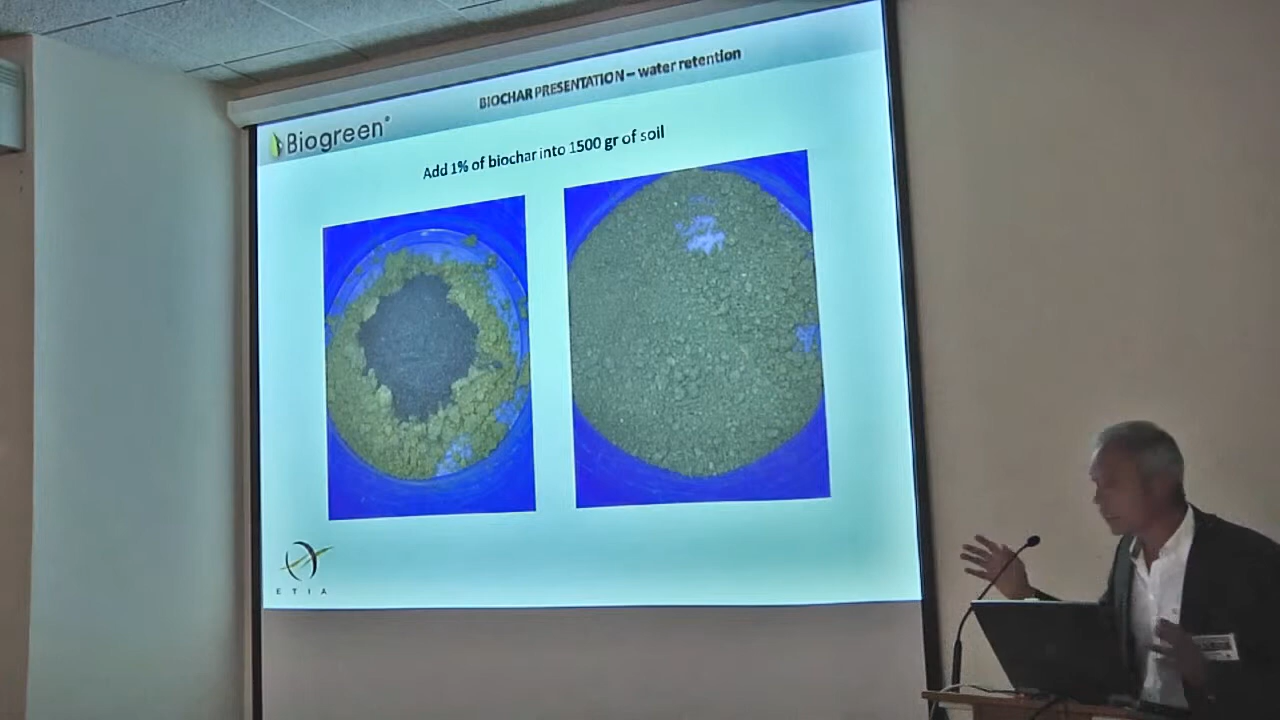 BIOCHAR PRESENTATION – water retention
Biogreen®
Add 1% of biochar into 1500 gr of soil
ETIA